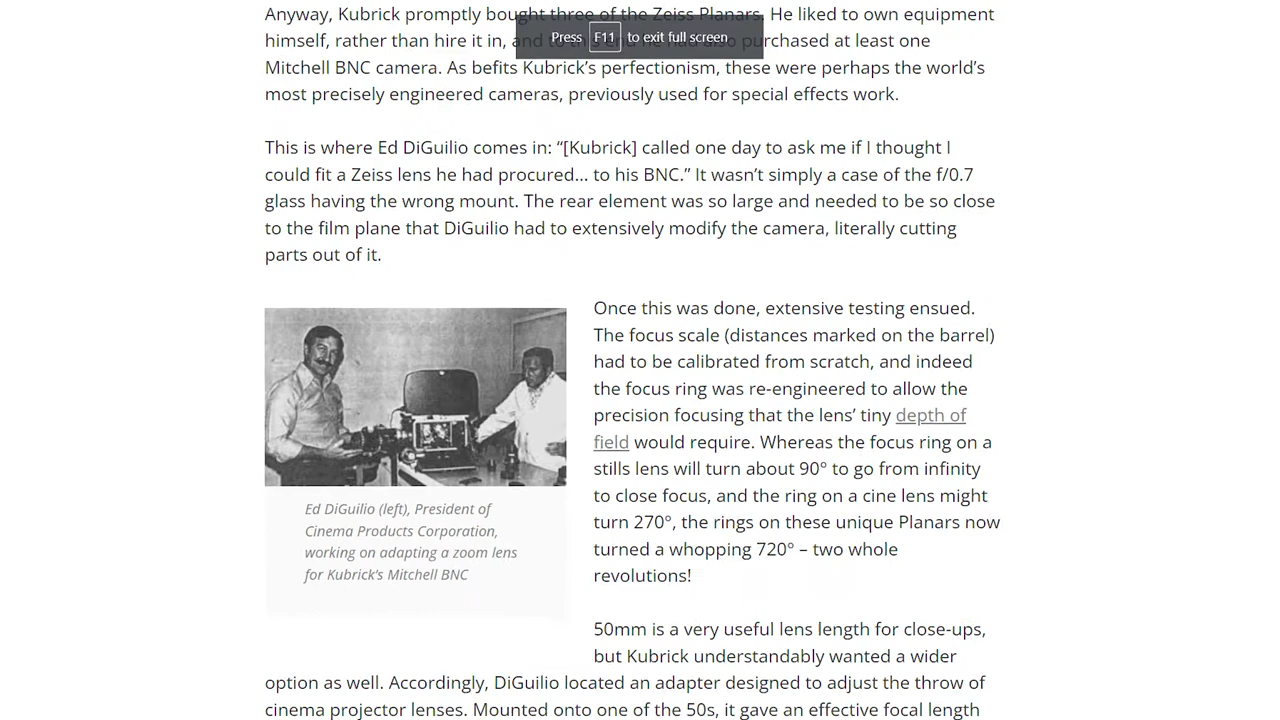 Anyway, Kubrick promptly bought three of the Zeiss Planars. He liked to own equipment
Press F11 to exit full screen
himself, rather than hire it in, and to this end he had also purchased at least one
Mitchell BNC camera. As befits Kubrick’s perfectionism, these were perhaps the world’s
most precisely engineered cameras, previously used for special effects work.
This is where Ed DiGuilio comes in: “[Kubrick] called one day to ask me if I thought I
could fit a Zeiss lens he had procured… to his BNC.” It wasn’t simply a case of the f/0.7
glass having the wrong mount. The rear element was so large and needed to be so close
to the film plane that DiGuilio had to extensively modify the camera, literally cutting
parts out of it.
Once this was done, extensive testing ensued.
The focus scale (distances marked on the barrel)
had to be calibrated from scratch, and indeed
the focus ring was re-engineered to allow the
precision focusing that the lens’ tiny depth of
field would require. Whereas the focus ring on a
stills lens will turn about 90° to go from infinity
to close focus, and the ring on a cine lens might
turn 270°, the rings on these unique Planars now
turned a whopping 720° – two whole
revolutions!
Ed DiGuilio (left), President of
Cinema Products Corporation,
working on adapting a zoom lens
for Kubrick’s Mitchell BNC
50mm is a very useful lens length for close-ups,
but Kubrick understandably wanted a wider
option as well. Accordingly, DiGuilio located an adapter designed to adjust the throw of
cinema projector lenses. Mounted onto one of the 50s, it gave an effective focal length